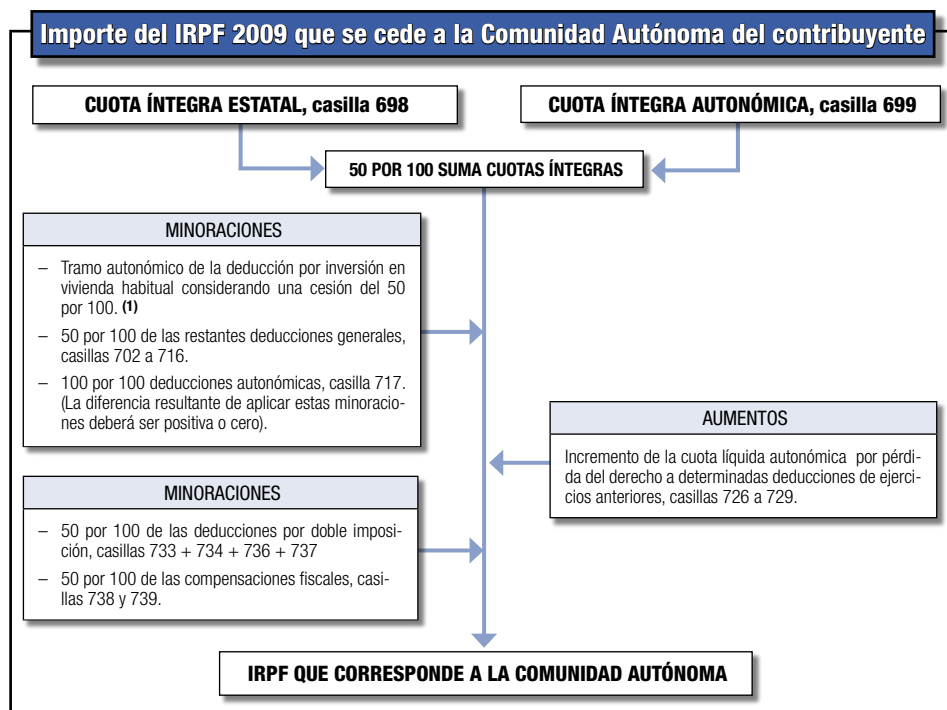 Importe del IRPF 2009 que se cede a la Comunidad Autónoma del contribuyente
CUOTA ÍNTEGRA ESTATAL, casilla 698
CUOTA ÍNTEGRA AUTONÓMICA, casilla 699
50 POR 100 SUMA CUOTAS ÍNTEGRAS
MINORACIONES
– Tramo autonómico de la deducción por inversión en
vivienda habitual considerando una cesión del 50
por 100. (1)
– 50 por 100 de las restantes deducciones generales,
casillas 702 a 716.
– 100 por 100 deducciones autonómicas, casilla 717.
(La diferencia resultante de aplicar estas minoracio-
nes deberá ser positiva o cero).
AUMENTOS
Incremento de la cuota líquida autonómica por pérdi-
da del derecho a determinadas deducciones de ejerci-
cios anteriores, casillas 726 a 729.
MINORACIONES
– 50 por 100 de las deducciones por doble imposi-
ción, casillas 733 + 734 + 736 + 737
– 50 por 100 de las compensaciones fiscales, casi-
llas 738 y 739.
IRPF QUE CORRESPONDE A LA COMUNIDAD AUTÓNOMA